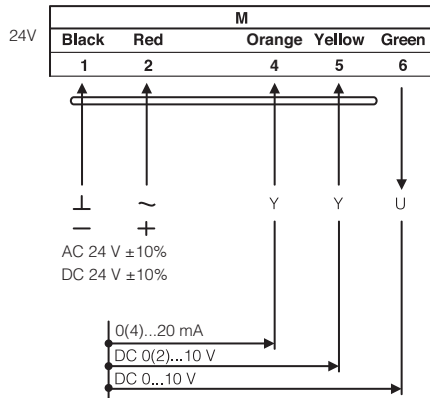 M
24V
Black Red Orange Yellow Green
1 2 4 5 6
⊥ ~ Y Y U
− +
AC 24 V ±10%
DC 24 V ±10%
0(4)...20 mA
DC 0(2)...10 V
DC 0...10 V